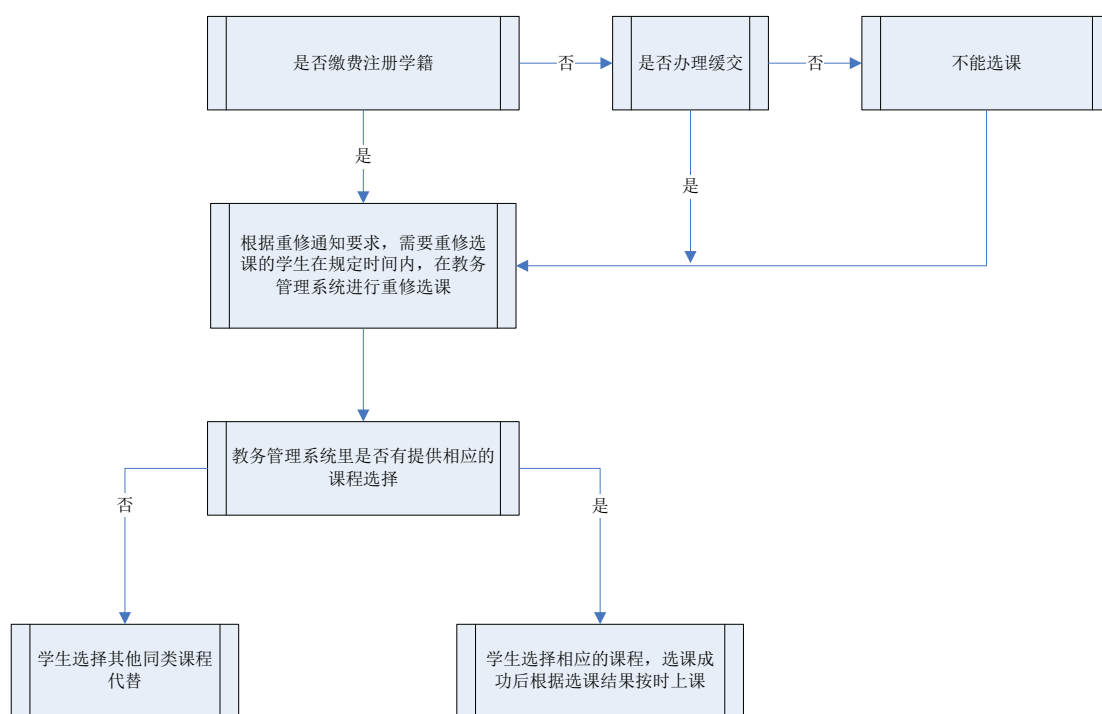 是否缴费注册学籍
否
是否办理缓交
否
不能选课
是
是
根据重修通知要求，需要重修选
课的学生在规定时间内，在教务
管理系统进行重修选课
教务管理系统里是否有提供相应的
课程选择
否
是
学生选择其他同类课程
代替
学生选择相应的课程，选课成
功后根据选课结果按时上课